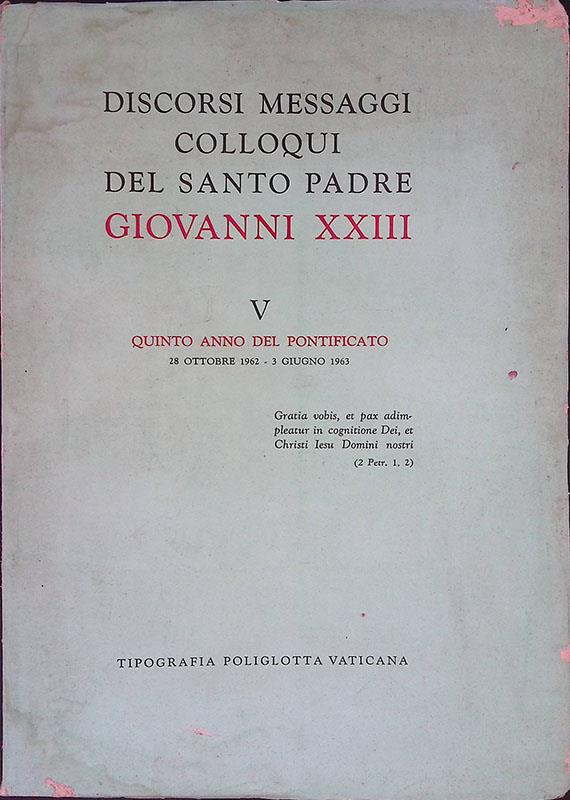 DISCORSI MESSAGGI
COLLOQUI
DEL SANTO PADRE
GIOVANNI XXIII
V
QUINTO ANNO DEL PONTIFICATO
28 OTTOBRE 1962 - 3 GIUGNO 1963
Gratia vobis, et pax adim-
pleatur in cognitione Dei, et
Christi Iesu Domini nostri
(2 Petr. 1, 2)
TIPOGRAFIA POLIGLOTTA VATICANA